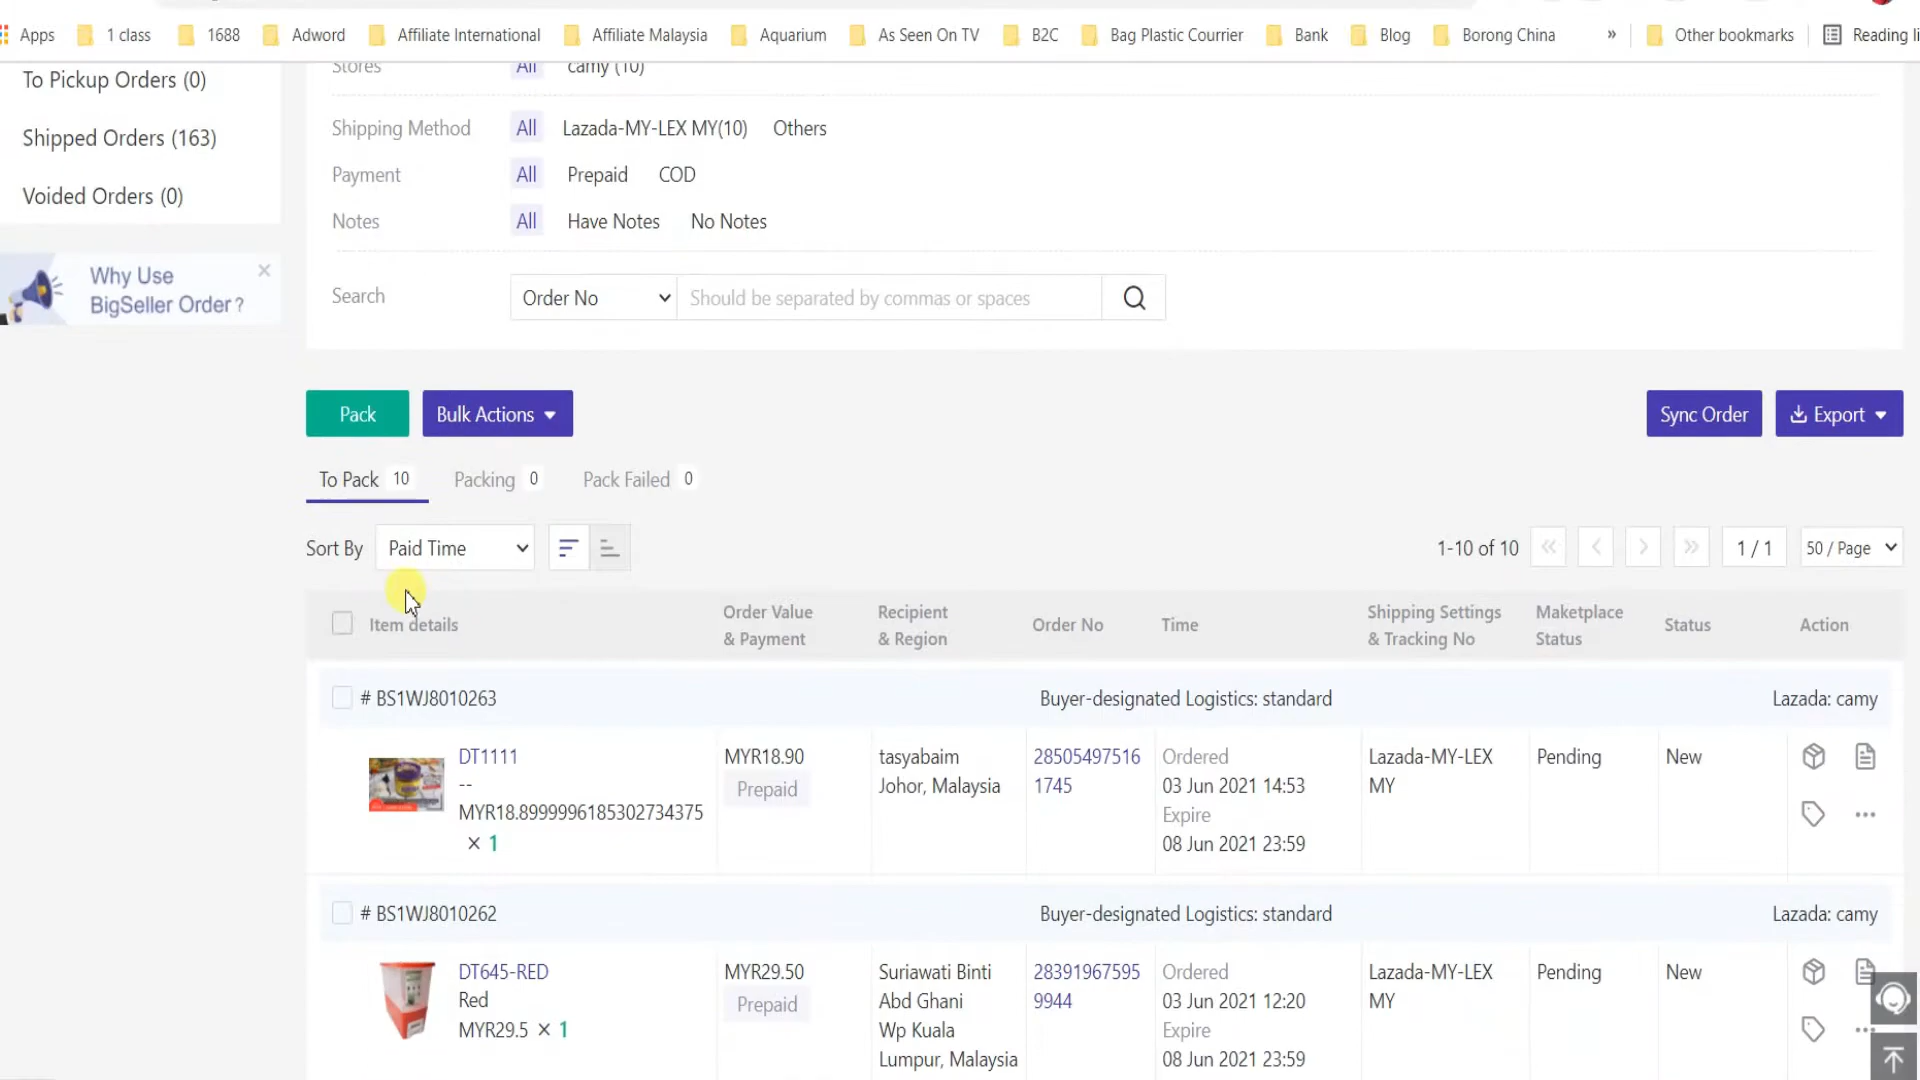 Apps 1 class 1688 Adword Affiliate International Affiliate Malaysia Aquarium As Seen On TV B2C Bag Plastic Courrier Bank Blog Borong China » Other bookmarks Reading li
To Pickup Orders (0)
Shipped Orders (163)
Voided Orders (0)
Why Use
BigSeller Order ?
Stores All camy (10)
Shipping Method All Lazada-MY-LEX MY(10) Others
Payment All Prepaid COD
Notes All Have Notes No Notes
Search Order No Should be separated by commas or spaces
Pack Bulk Actions Sync Order Export
To Pack 10 Packing 0 Pack Failed 0
Sort By Paid Time 1-10 of 10 1 / 1 50 / Page
Item details
Order Value
& Payment
Recipient
& Region
Order No
Time
Shipping Settings
& Tracking No
Maketplace
Status
Status
Action
# BS1WJ8010263 Buyer-designated Logistics: standard Lazada: camy
DT1111
--
MYR18.8999996185302734375
× 1
MYR18.90
Prepaid
tasyabaim
Johor, Malaysia
28505497516
1745
Ordered
03 Jun 2021 14:53
Expire
08 Jun 2021 23:59
Lazada-MY-LEX
MY
Pending
New
# BS1WJ8010262 Buyer-designated Logistics: standard Lazada: camy
DT645-RED
Red
MYR29.5 × 1
MYR29.50
Prepaid
Suriawati Binti
Abd Ghani
Wp Kuala
Lumpur, Malaysia
28391967595
9944
Ordered
03 Jun 2021 12:20
Expire
08 Jun 2021 23:59
Lazada-MY-LEX
MY
Pending
New